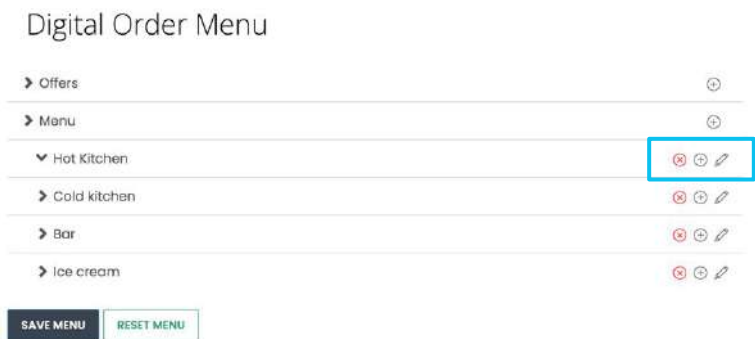 Digital Order Menu
Offers
Menu
Hot Kitchen
Cold kitchen
Bar
Ice cream
SAVE MENU
RESET MENU